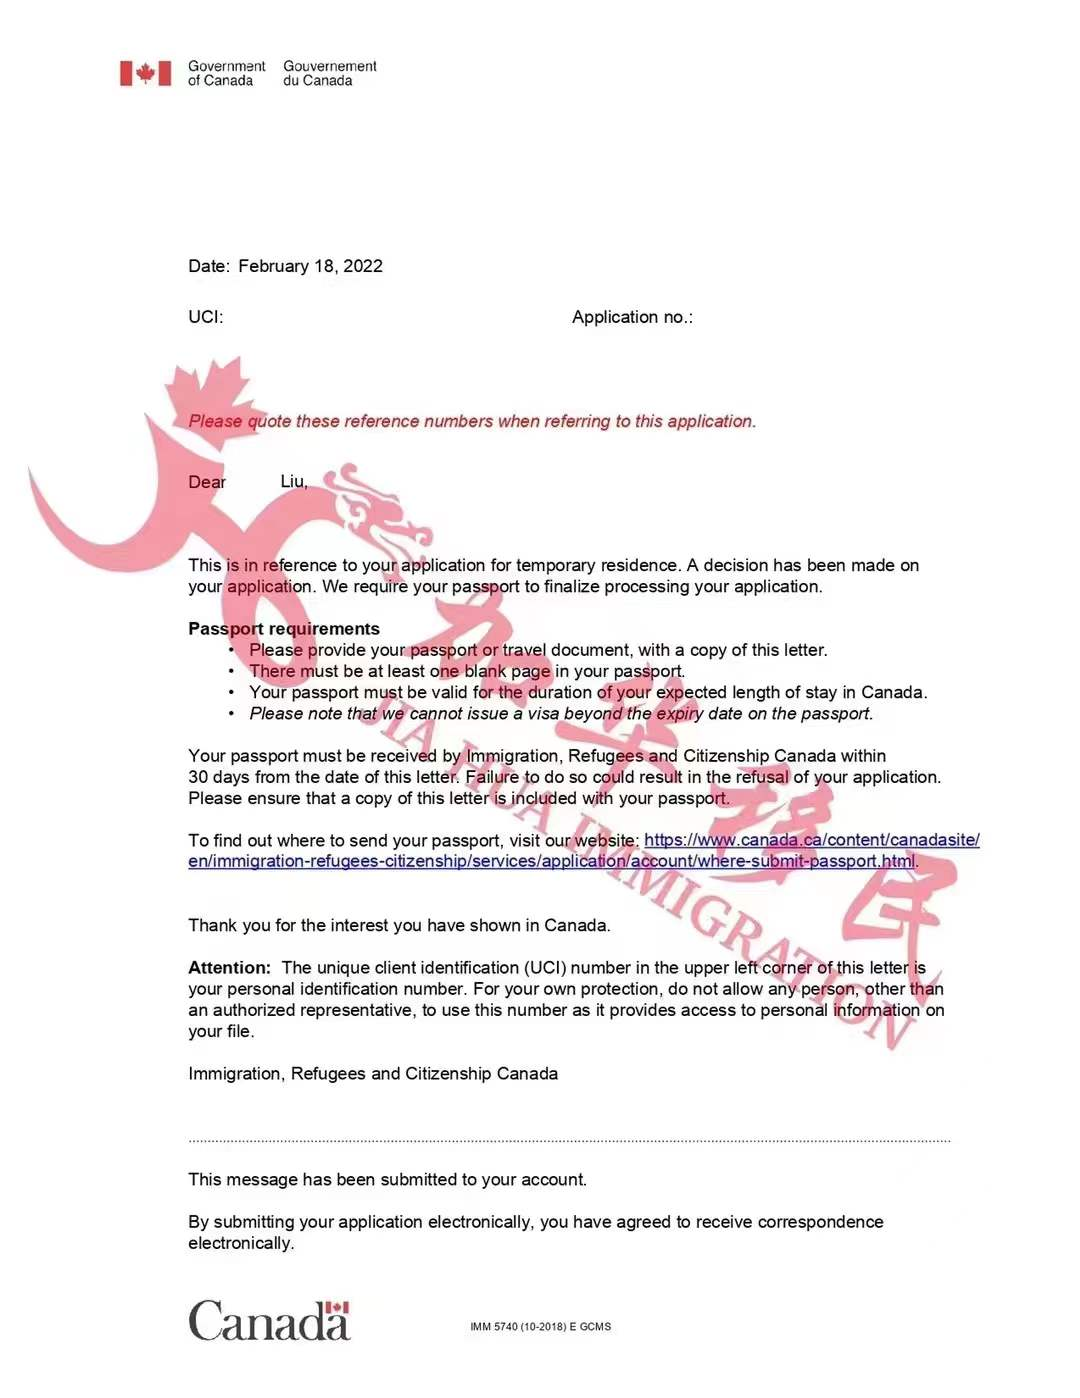 Government Gouvernement
of Canada du Canada
Date: February 18, 2022
UCI: Application no.:
Please quote these reference numbers when referring to this application.
Dear Liu,
This is in reference to your application for temporary residence. A decision has been made on
your application. We require your passport to finalize processing your application.
Passport requirements
• Please provide your passport or travel document, with a copy of this letter.
• There must be at least one blank page in your passport.
• Your passport must be valid for the duration of your expected length of stay in Canada.
• Please note that we cannot issue a visa beyond the expiry date on the passport.
Your passport must be received by Immigration, Refugees and Citizenship Canada within
30 days from the date of this letter. Failure to do so could result in the refusal of your application.
Please ensure that a copy of this letter is included with your passport.
To find out where to send your passport, visit our website: https://www.canada.ca/content/canadasite/
en/immigration-refugees-citizenship/services/application/account/where-submit-passport.html.
Thank you for the interest you have shown in Canada.
Attention: The unique client identification (UCI) number in the upper left corner of this letter is
your personal identification number. For your own protection, do not allow any person, other than
an authorized representative, to use this number as it provides access to personal information on
your file.
Immigration, Refugees and Citizenship Canada
This message has been submitted to your account.
By submitting your application electronically, you have agreed to receive correspondence
electronically.
Canada
IMM 5740 (10-2018) E GCMS
加华移民
JIA HUA IMMIGRATION